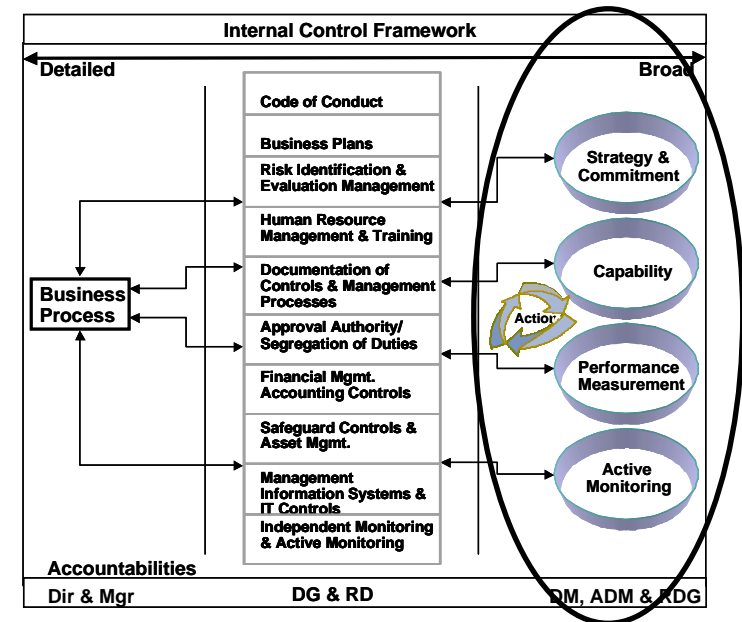 Internal Control Framework
Detailed
Broad
Code of Conduct
Business Plans
Risk Identification &
Evaluation Management
Human Resource
Management & Training
Documentation of
Controls & Management
Processes
Approval Authority/
Segregation of Duties
Financial Mgmt.
Accounting Controls
Safeguard Controls &
Asset Mgmt.
Management
Information Systems &
IT Controls
Independent Monitoring
& Active Monitoring
Business
Process
Action
Strategy &
Commitment
Capability
Performance
Measurement
Active
Monitoring
Accountabilities
Dir & Mgr
DG & RD
DM, ADM & RDG